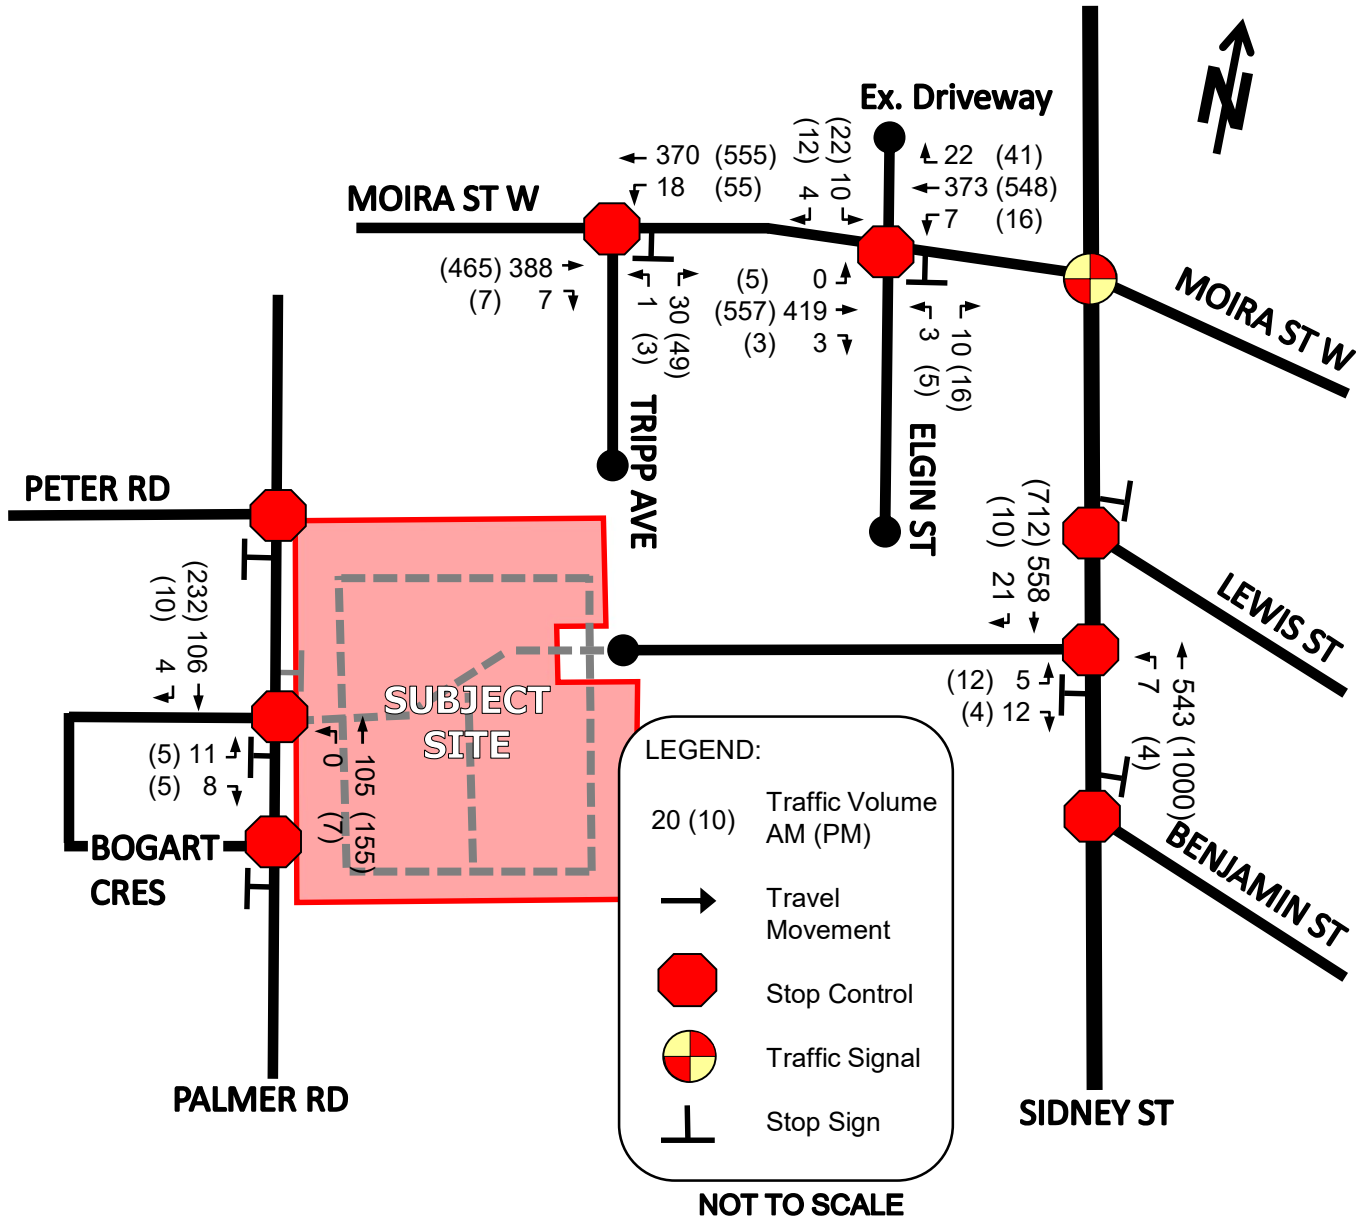 N
Ex. Driveway
(22) 10
(12) 4
22 (41)
373 (548)
7 (16)
370 (555)
18 (55)
MOIRA ST W
(465) 388
(7) 7
1 (3)
30 (49)
(5) 0
(557) 419
(3) 3
3 (5)
10 (16)
MOIRA ST W
TRIPP AVE
ELGIN ST
PETER RD
(712) 558
(10) 21
LEWIS ST
(232) 106
(10) 4
SUBJECT
SITE
(12) 5
(4) 12
7 (4)
543 (1000)
(5) 11
(5) 8
0 (7)
105 (155)
BOGART
CRES
BENJAMIN ST
LEGEND:
20 (10)
Traffic Volume
AM (PM)
Travel
Movement
Stop Control
Traffic Signal
Stop Sign
PALMER RD
SIDNEY ST
NOT TO SCALE